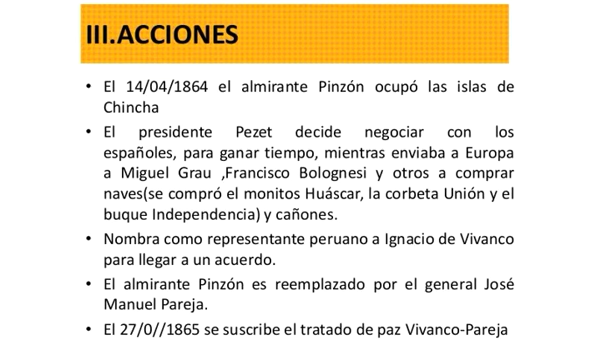 III.ACCIONES
• El 14/04/1864 el almirante Pinzón ocupó las islas de
Chincha
• El presidente Pezet decide negociar con los
españoles, para ganar tiempo, mientras enviaba a Europa
a Miguel Grau ,Francisco Bolognesi y otros a comprar
naves(se compró el monitos Huáscar, la corbeta Unión y el
buque Independencia) y cañones.
• Nombra como representante peruano a Ignacio de Vivanco
para llegar a un acuerdo.
• El almirante Pinzón es reemplazado por el general José
Manuel Pareja.
• El 27/0//1865 se suscribe el tratado de paz Vivanco-Pareja